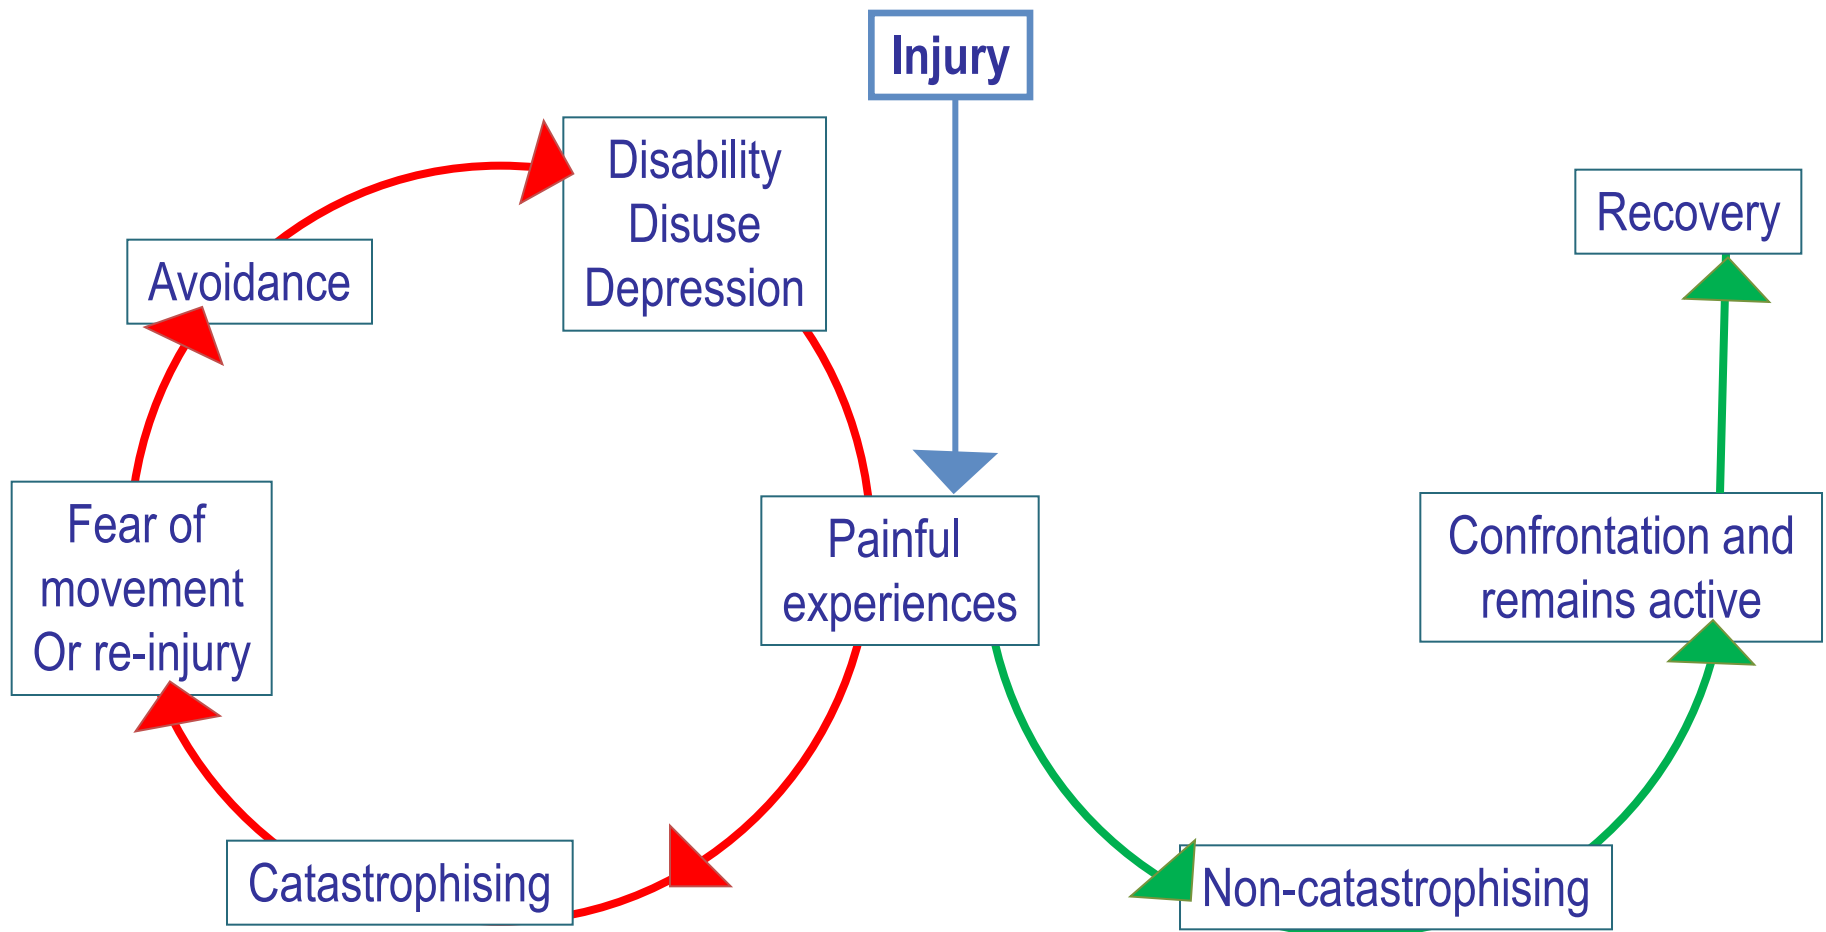 Injury
Disability
Disuse
Depression
Recovery
Avoidance
Fear of
movement
Or re-injury
Painful
experiences
Confrontation and
remains active
Catastrophising
Non-catastrophising